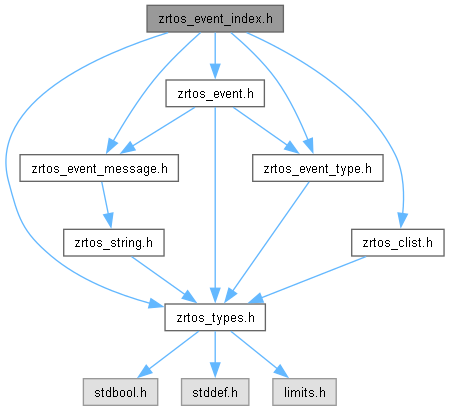 zrtos_event_index.h
zrtos_event.h
zrtos_event_message.h
zrtos_event_type.h
zrtos_string.h
zrtos_clist.h
zrtos_types.h
stdbool.h
stddef.h
limits.h